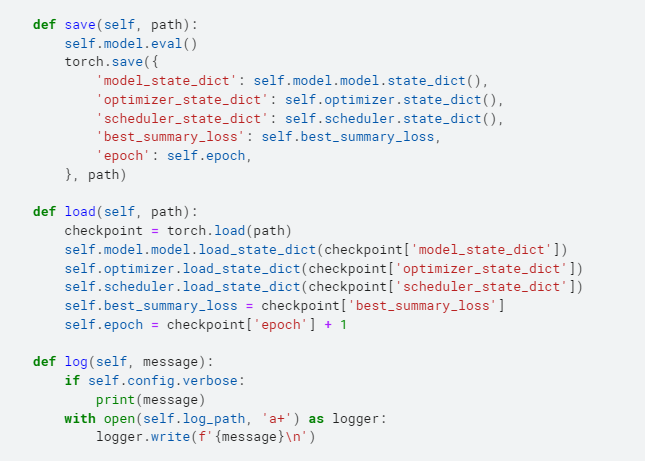 def save(self, path):
    self.model.eval()
    torch.save({
        'model_state_dict': self.model.model.state_dict(),
        'optimizer_state_dict': self.optimizer.state_dict(),
        'scheduler_state_dict': self.scheduler.state_dict(),
        'best_summary_loss': self.best_summary_loss,
        'epoch': self.epoch,
    }, path)

def load(self, path):
    checkpoint = torch.load(path)
    self.model.model.load_state_dict(checkpoint['model_state_dict'])
    self.optimizer.load_state_dict(checkpoint['optimizer_state_dict'])
    self.scheduler.load_state_dict(checkpoint['scheduler_state_dict'])
    self.best_summary_loss = checkpoint['best_summary_loss']
    self.epoch = checkpoint['epoch'] + 1

def log(self, message):
    if self.config.verbose:
        print(message)
    with open(self.log_path, 'a+') as logger:
        logger.write(f'{message}\n')